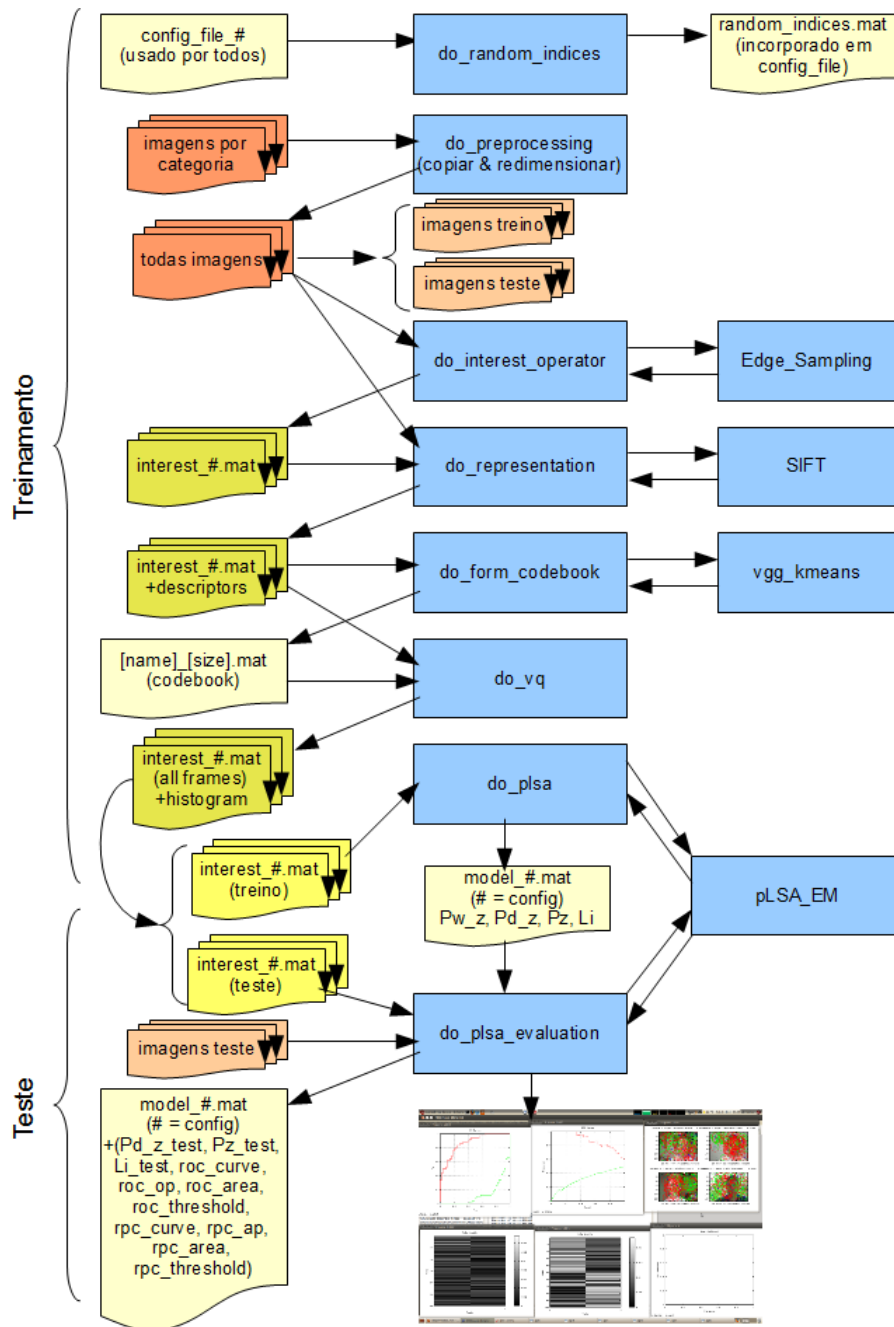 config_file_#
(usado por todos)
do_random_indices
random_indices.mat
(incorporado em
config_file)
imagens por
categoria
do_preprocessing
(copiar & redimensionar)
todas imagens
imagens treino
imagens teste
do_interest_operator
Edge_Sampling
Treinamento
interest_#.mat
do_representation
SIFT
interest_#.mat
+descriptors
do_form_codebook
vgg_kmeans
[name]_[size].mat
(codebook)
do_vq
interest_#.mat
(all frames)
+histogram
do_plsa
interest_#.mat
(treino)
model_#.mat
(# = config)
Pw_z, Pd_z, Pz, Li
pLSA_EM
interest_#.mat
(teste)
do_plsa_evaluation
imagens teste
Teste
model_#.mat
(# = config)
+(Pd_z_test, Pz_test,
Li_test, roc_curve,
roc_op, roc_area,
roc_threshold,
rpc_curve, rpc_ap,
rpc_area,
rpc_threshold)